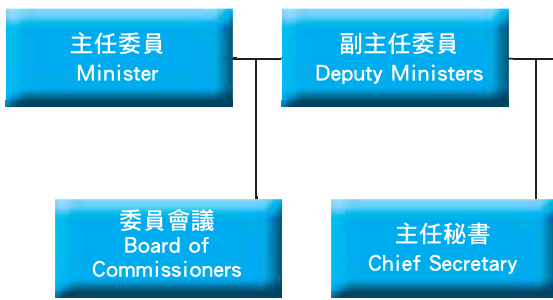 主任委員
Minister
副主任委員
Deputy Ministers
委員會議
Board of
Commissioners
主任秘書
Chief Secretary